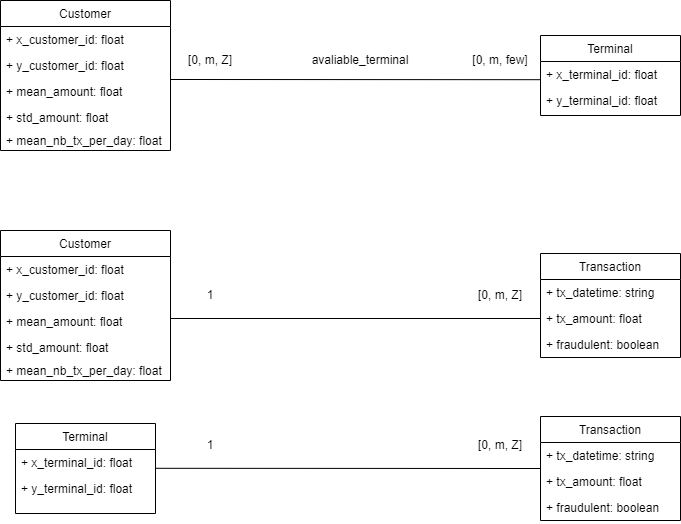 Customer
+ x_customer_id: float
+ y_customer_id: float
+ mean_amount: float
+ std_amount: float
+ mean_nb_tx_per_day: float
[0, m, Z]
avaliable_terminal
[0, m, few]
Terminal
+ x_terminal_id: float
+ y_terminal_id: float
Customer
+ x_customer_id: float
+ y_customer_id: float
+ mean_amount: float
+ std_amount: float
+ mean_nb_tx_per_day: float
1
[0, m, Z]
Transaction
+ tx_datetime: string
+ tx_amount: float
+ fraudulent: boolean
Terminal
+ x_terminal_id: float
+ y_terminal_id: float
1
[0, m, Z]
Transaction
+ tx_datetime: string
+ tx_amount: float
+ fraudulent: boolean